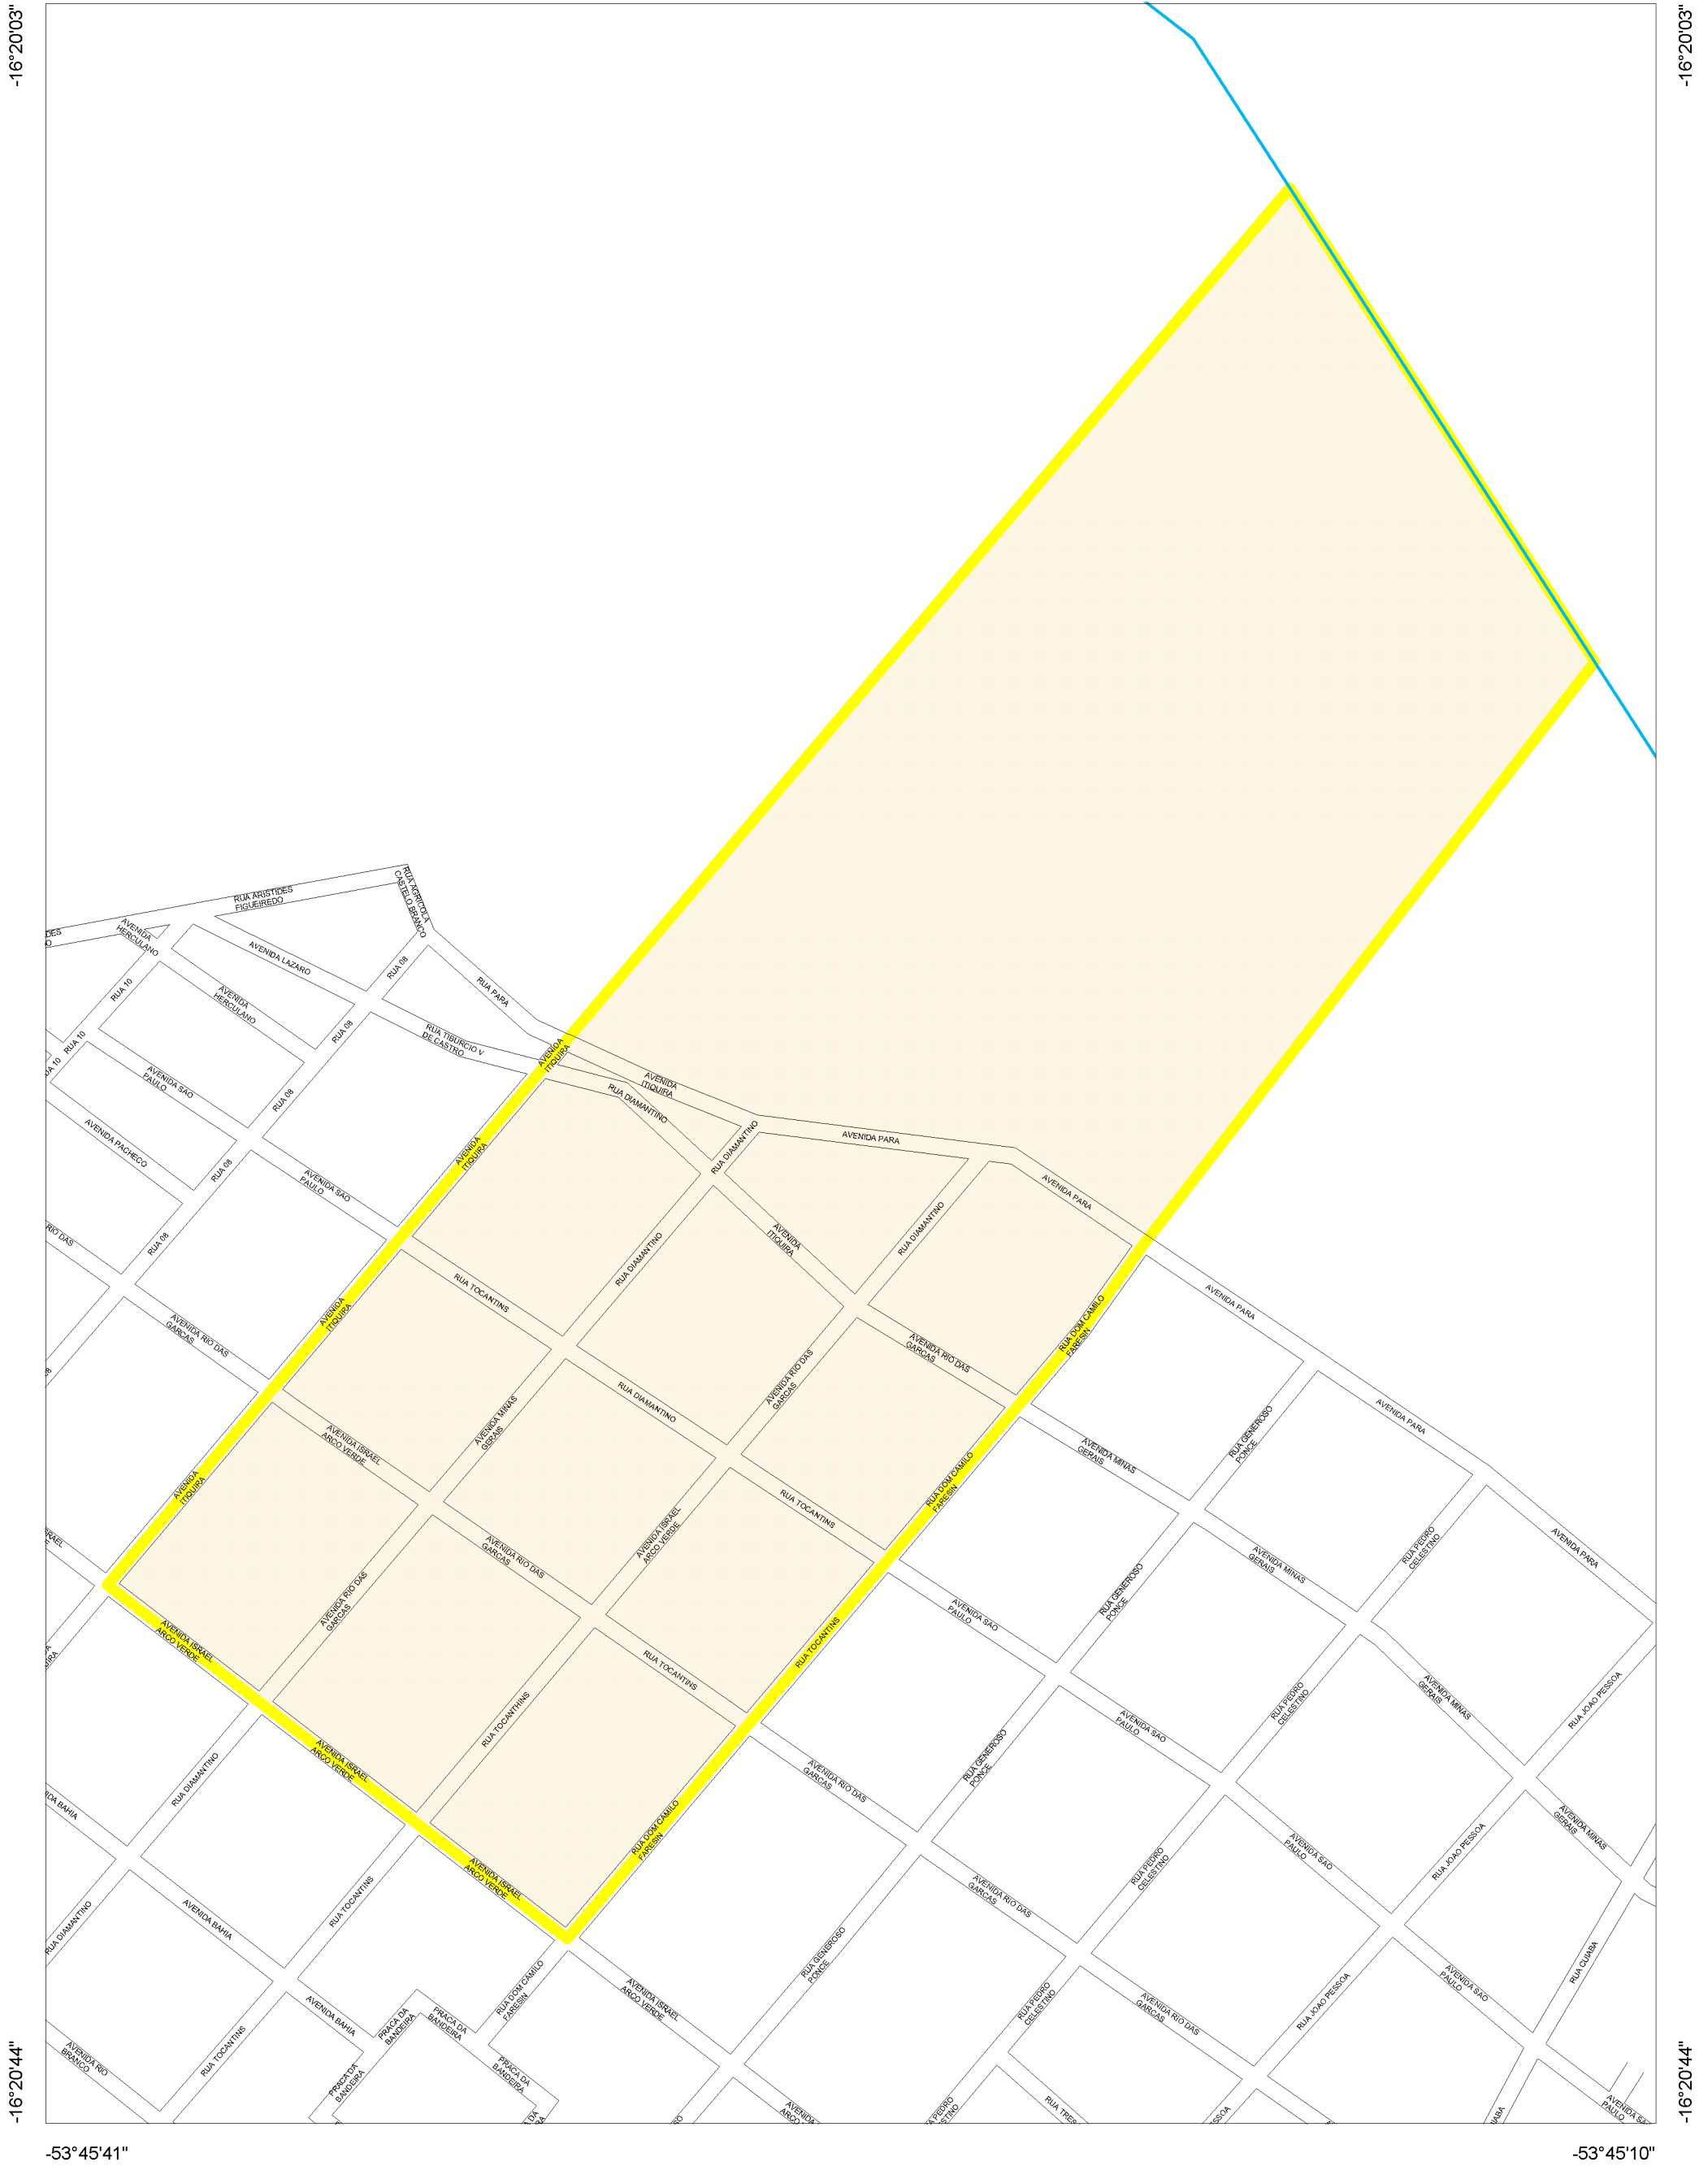 -16°20'03"
-16°20'03"
RUA ARISTIDES
FIGUEIREDO
RUA AGRICOLA
CASTELO BRANCO
AVENIDA
HERCULANO
AVENIDA LAZARO
RUA 08
RUA PARA
RUA 10
AVENIDA
HERCULANO
RUA 08
RUA TIBURCIO V
DE CASTRO
RUA 10
AVENIDA
ITIQUIRA
AVENIDA
ITIQUIRA
AVENIDA SAO
PAULO
RUA 08
RUA DIAMANTINO
AVENIDA PACHECO
AVENIDA
ITIQUIRA
RUA DIAMANTINO
AVENIDA PARA
RUA 08
AVENIDA SAO
PAULO
AVENIDA PARA
RIO DAS
RUA 08
RUA TOCANTINS
RUA DIAMANTINO
AVENIDA
ITIQUIRA
RUA DIAMANTINO
AVENIDA RIO DAS
GARCAS
AVENIDA
ITIQUIRA
RUA DOM CAMILO
FARESIN
AVENIDA PARA
AVENIDA RIO DAS
GARCAS
AVENIDA RIO DAS
GARCAS
RUA DIAMANTINO
AVENIDA MINAS
GERAIS
RUA GENEROSO
PONCE
AVENIDA PARA
AVENIDA ISRAEL
ARCO VERDE
AVENIDA MINAS
GERAIS
AVENIDA
ITIQUIRA
RUA TOCANTINS
RUA DOM CAMILO
FARESIN
AVENIDA ISRAEL
ARCO VERDE
AVENIDA RIO DAS
GARCAS
RUA PEDRO
CELESTINO
AVENIDA PARA
AVENIDA MINAS
GERAIS
AVENIDA RIO DAS
GARCAS
RUA GENEROSO
PONCE
AVENIDA SAO
PAULO
AVENIDA ISRAEL
ARCO VERDE
RUA TOCANTINS
RUA TOCANTINS
RUA TOCANTHINS
AVENIDA MINAS
GERAIS
RUA JOAO PESSOA
RUA PEDRO
CELESTINO
AVENIDA SAO
PAULO
RUA GENEROSO
PONCE
AVENIDA ISRAEL
ARCO VERDE
RUA DIAMANTINO
AVENIDA RIO DAS
GARCAS
RUA DOM CAMILO
FARESIN
AVENIDA MINAS
GERAIS
RUA JOAO PESSOA
AVENIDA SAO
PAULO
RUA PEDRO
CELESTINO
AVENIDA ISRAEL
ARCO VERDE
RUA TOCANTINS
AVENIDA RIO DAS
GARCAS
AVENIDA BAHIA
RUA DIAMANTINO
RUA GENEROSO
PONCE
RUA CUIABA
AVENIDA SAO
PAULO
RUA DOM CAMILO
FARESIN
AVENIDA ISRAEL
ARCO VERDE
RUA PEDRO
CELESTINO
RUA JOAO PESSOA
AVENIDA RIO DAS
GARCAS
AVENIDA BAHIA
PRACA DA
BANDEIRA
PRACA DA
BANDEIRA
RUA TOCANTINS
AVENIDA RIO
BRANCO
PRACA DA
BANDEIRA
PRACA DA
BANDEIRA
RUA TRES
-16°20'44"
-16°20'44"
-53°45'41"
-53°45'10"